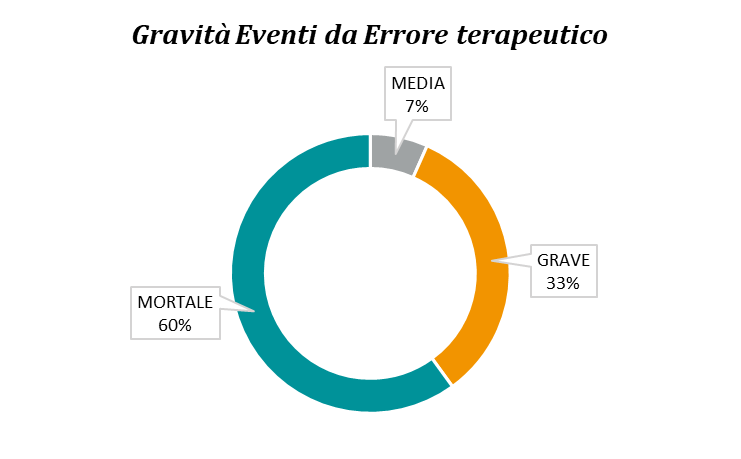 Gravità Eventi da Errore terapeutico
MEDIA
7%
GRAVE
33%
MORTALE
60%